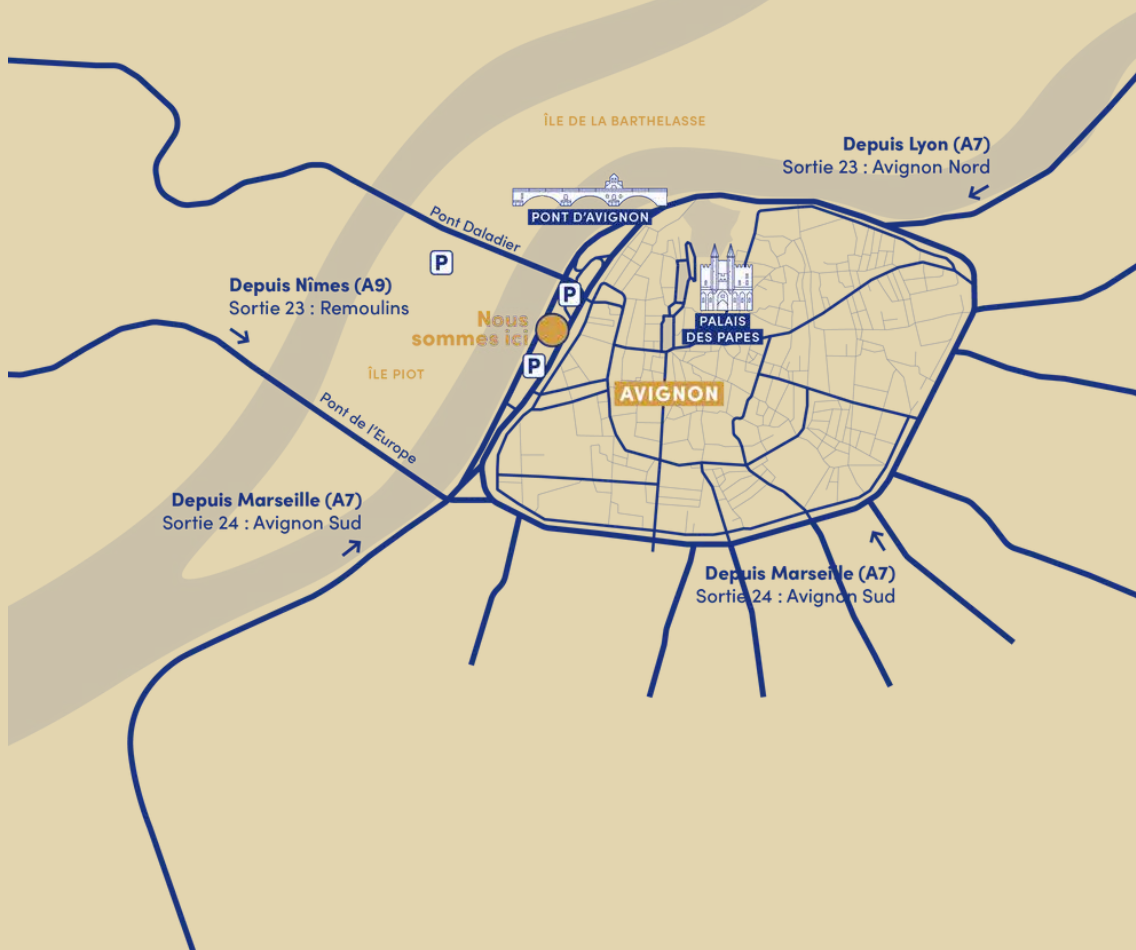 ÎLE DE LA BARTHELASSE
Depuis Lyon (A7)
Sortie 23 : Avignon Nord
PONT D'AVIGNON
Pont Daladier
P
Depuis Nîmes (A9)
Sortie 23 : Remoulins
P
Nous
sommes ici
PALAIS
DES PAPES
P
ÎLE PIOT
AVIGNON
Pont de l'Europe
Depuis Marseille (A7)
Sortie 24 : Avignon Sud
Depuis Marseille (A7)
Sortie 24 : Avignon Sud